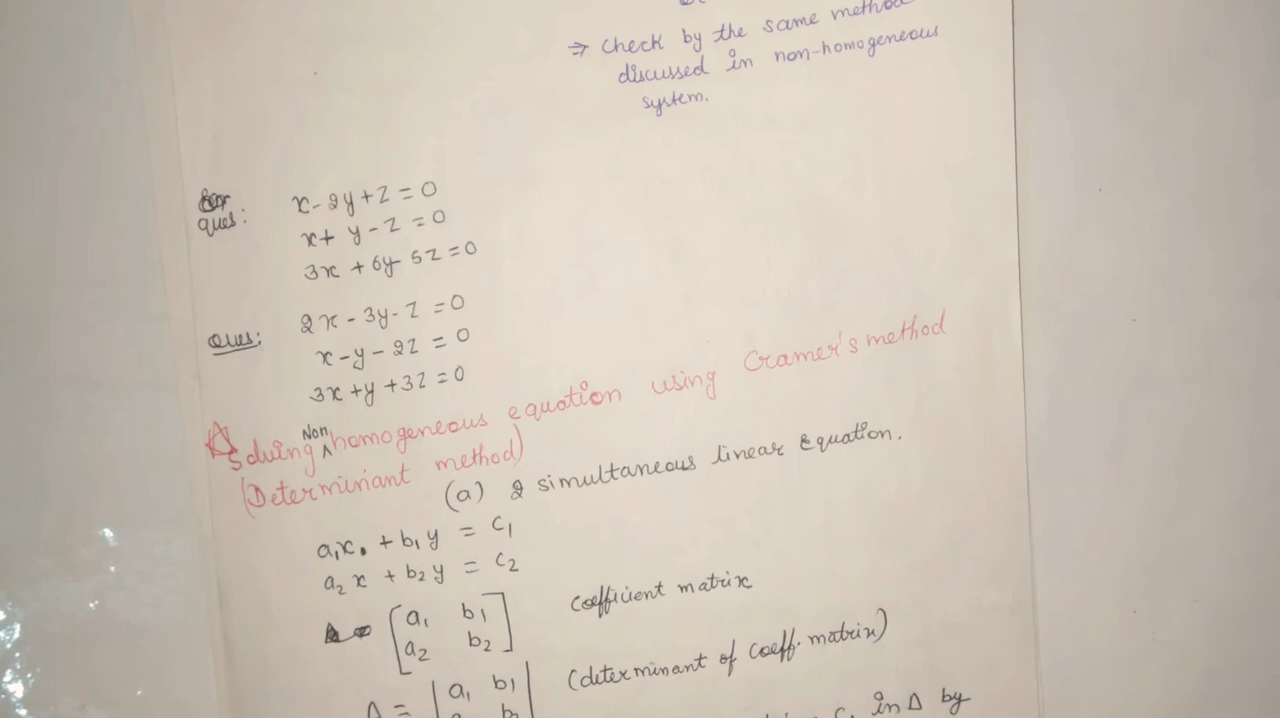 ⇒ Check by the same method
discussed in non-homogeneous
system.
Ques: x - 2y + z = 0
x + y - z = 0
3x + 6y 5z = 0
Ques: 2x - 3y - z = 0
x - y - 2z = 0
3x + y + 3z = 0
Solving Non homogeneous equation using Cramer's method
(Determinant method)
(a) 2 simultaneous linear Equation.
a₁x + b₁y = c₁
a₂x + b₂y = c₂
[a₁ b₁ coefficient matrix
a₂ b₂]
Δ = |a₁ b₁| (determinant of coeff. matrix)
c₁ in Δ by